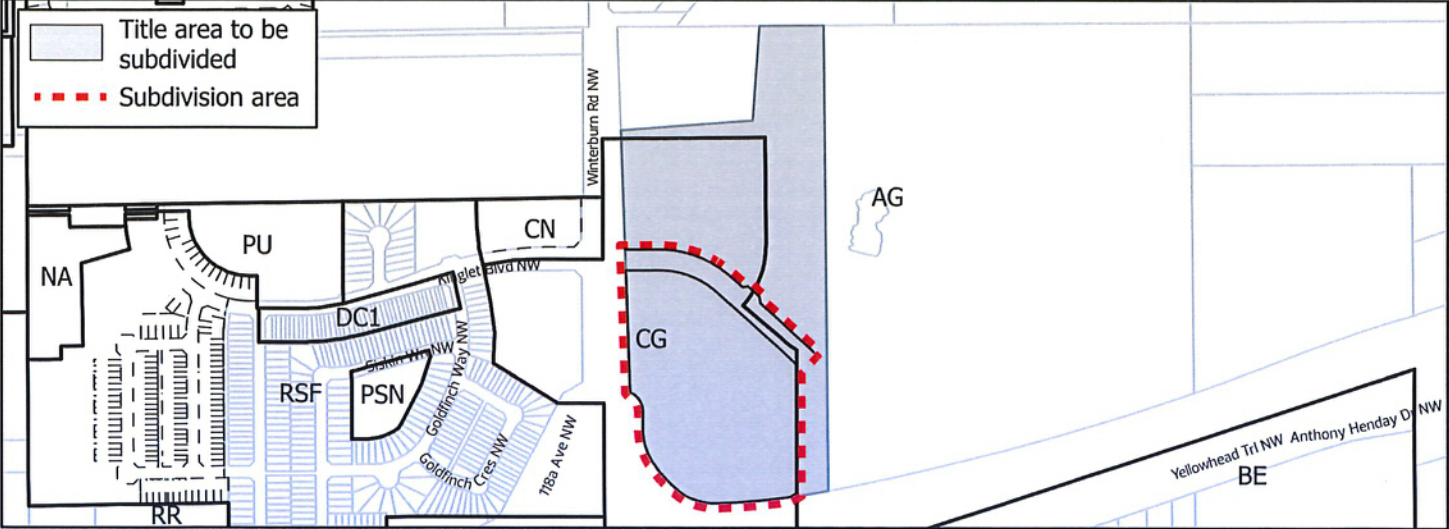 Title area to be
subdivided
Subdivision area
Winterburn Rd NW
AG
CN
PU
NA
Kinglet Blvd NW
DC1
CG
Siskin Wy NW
RSF
PSN
Goldfinch Way NW
Goldfinch Cres NW
118a Ave NW
Yellowhead Trl NW Anthony Henday Dr NW
BE
RR